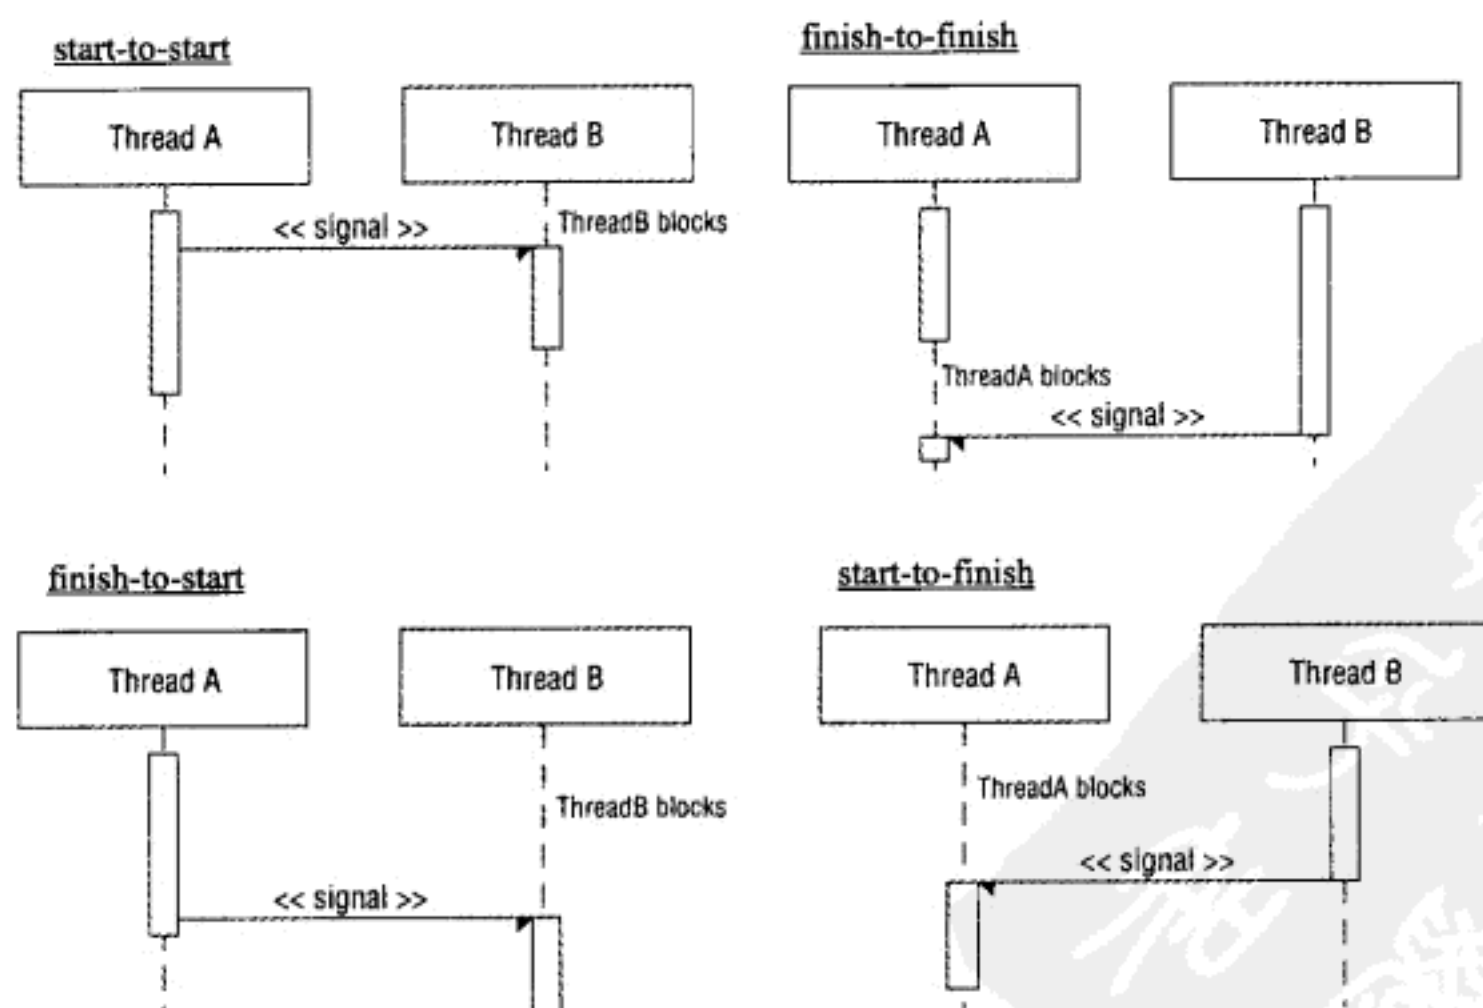 start-to-start
Thread A
Thread B
<< signal >>
ThreadB blocks
finish-to-finish
Thread A
Thread B
ThreadA blocks
<< signal >>
finish-to-start
Thread A
Thread B
ThreadB blocks
<< signal >>
start-to-finish
Thread A
Thread B
ThreadA blocks
<< signal >>